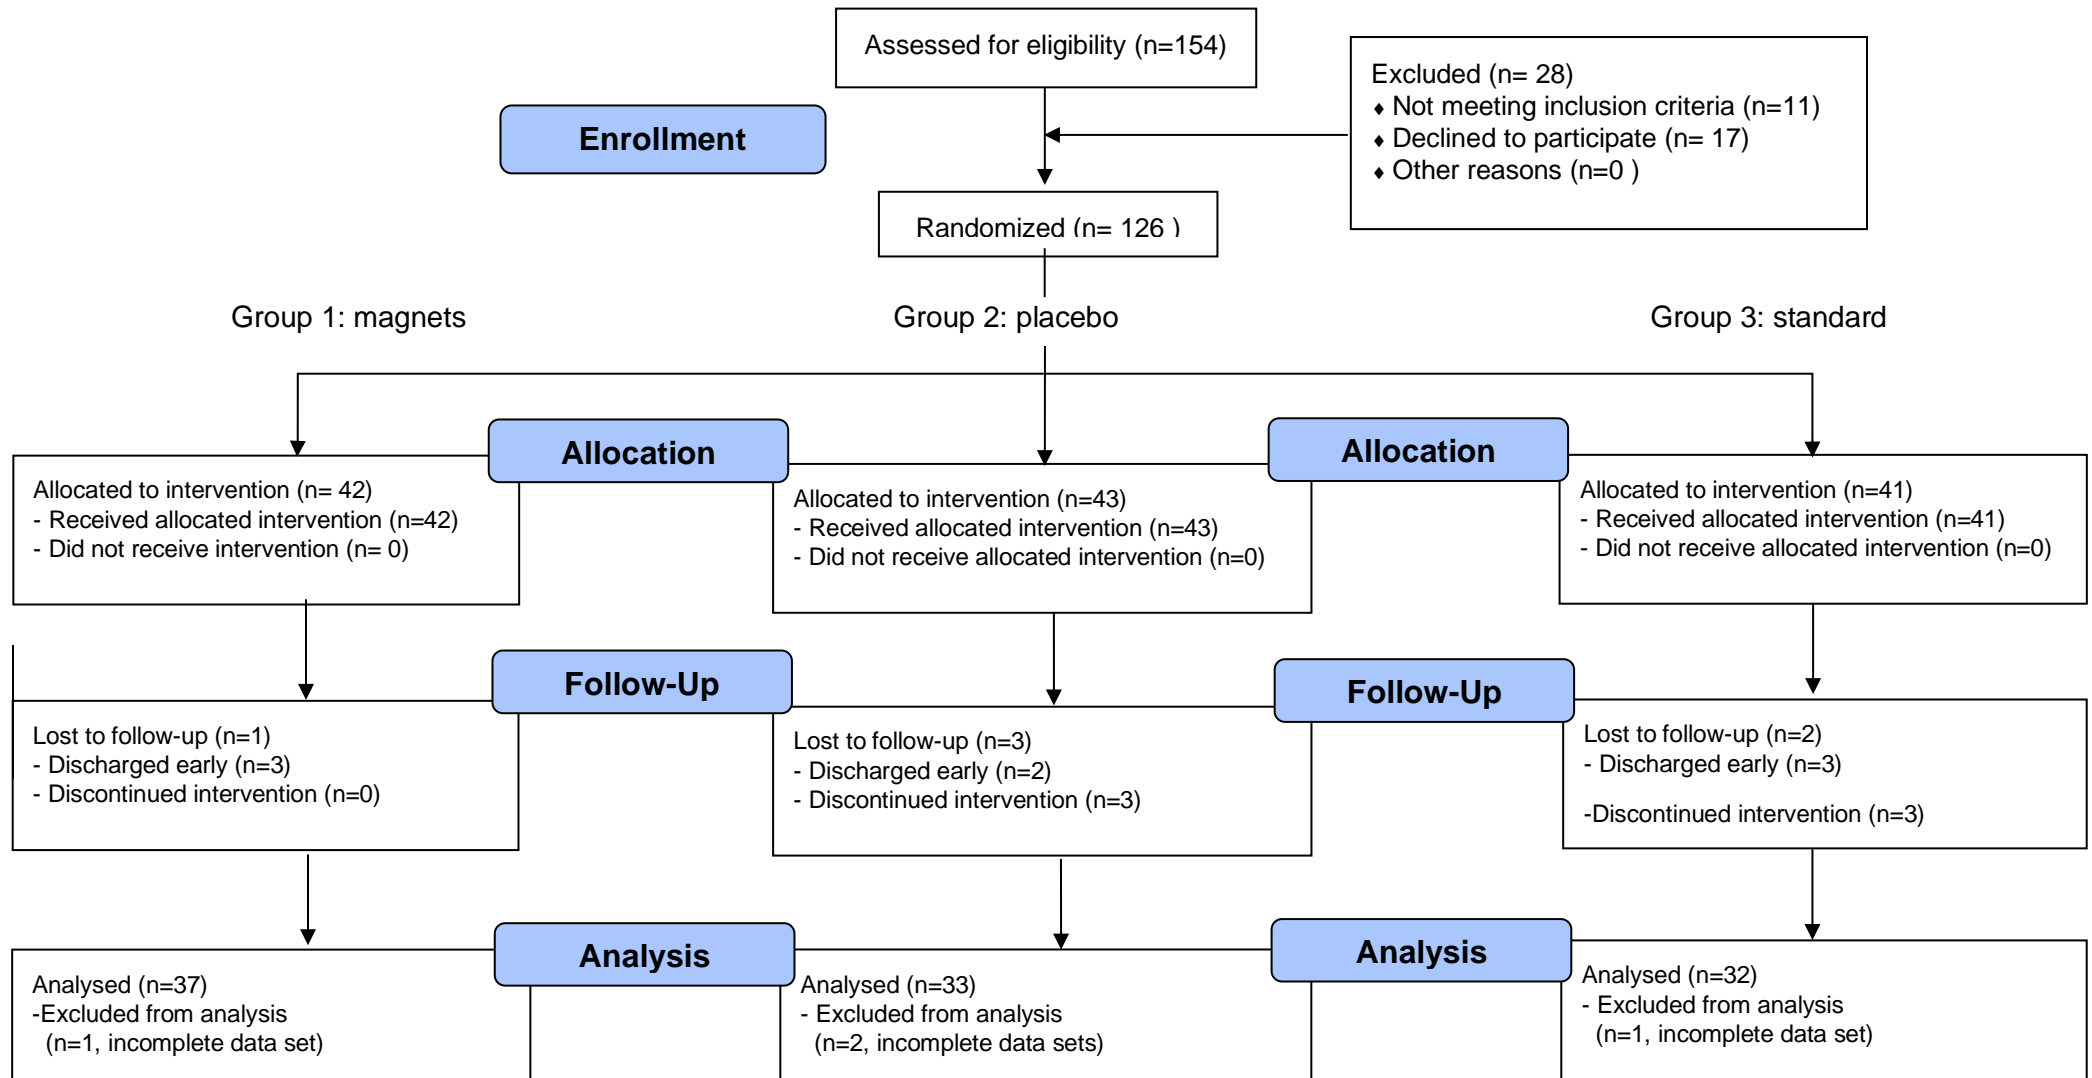 Assessed for eligibility (n=154)
Excluded (n= 28)
♦ Not meeting inclusion criteria (n=11)
♦ Declined to participate (n= 17)
♦ Other reasons (n=0 )
Enrollment
Randomized (n= 126 )
Group 1: magnets
Group 2: placebo
Group 3: standard
Allocation
Allocation
Allocated to intervention (n= 42)
- Received allocated intervention (n=42)
- Did not receive intervention (n= 0)
Allocated to intervention (n=43)
- Received allocated intervention (n=43)
- Did not receive allocated intervention (n=0)
Allocated to intervention (n=41)
- Received allocated intervention (n=41)
- Did not receive allocated intervention (n=0)
Follow-Up
Follow-Up
Lost to follow-up (n=1)
- Discharged early (n=3)
- Discontinued intervention (n=0)
Lost to follow-up (n=3)
- Discharged early (n=2)
- Discontinued intervention (n=3)
Lost to follow-up (n=2)
- Discharged early (n=3)
-Discontinued intervention (n=3)
Analysis
Analysis
Analysed (n=37)
-Excluded from analysis
(n=1, incomplete data set)
Analysed (n=33)
- Excluded from analysis
(n=2, incomplete data sets)
Analysed (n=32)
- Excluded from analysis
(n=1, incomplete data set)